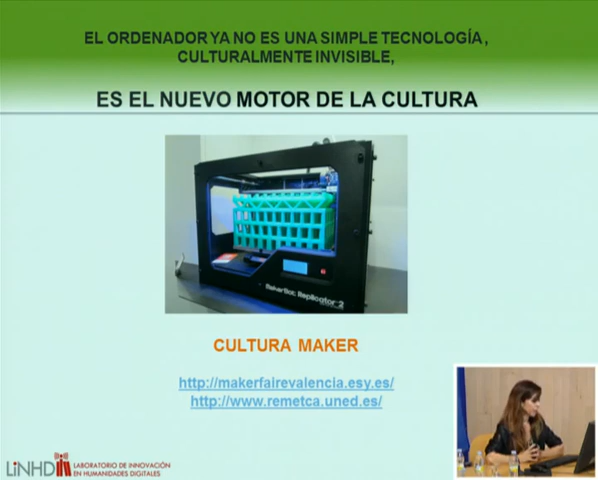 EL ORDENADOR YA NO ES UNA SIMPLE TECNOLOGÍA,
CULTURALMENTE INVISIBLE,
ES EL NUEVO MOTOR DE LA CULTURA
MakerBot Replicator 2
CULTURA MAKER
http://makerfairevalencia.esy.es/
http://www.remetca.uned.es/
LINHD
LABORATORIO DE INNOVACIÓN
EN HUMANIDADES DIGITALES